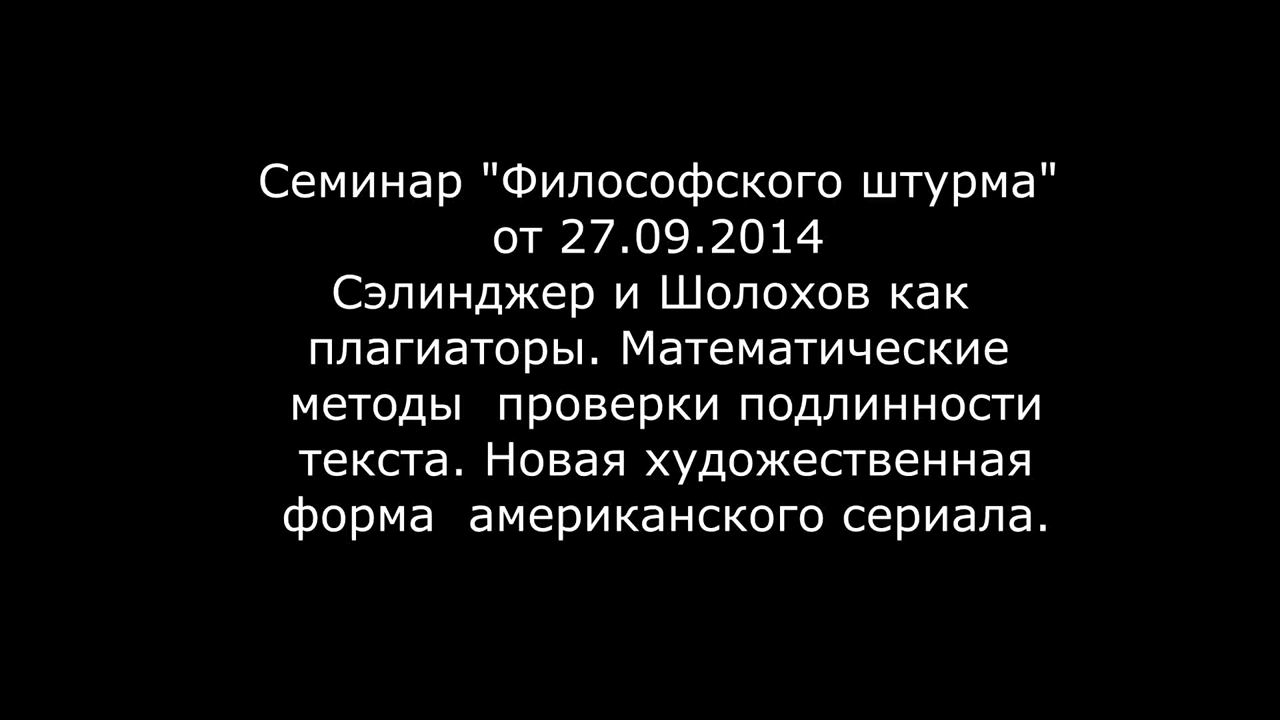 Семинар "Философского штурма"
от 27.09.2014
Сэлинджер и Шолохов как
плагиаторы. Математические
методы  проверки подлинности
текста. Новая художественная
форма  американского сериала.